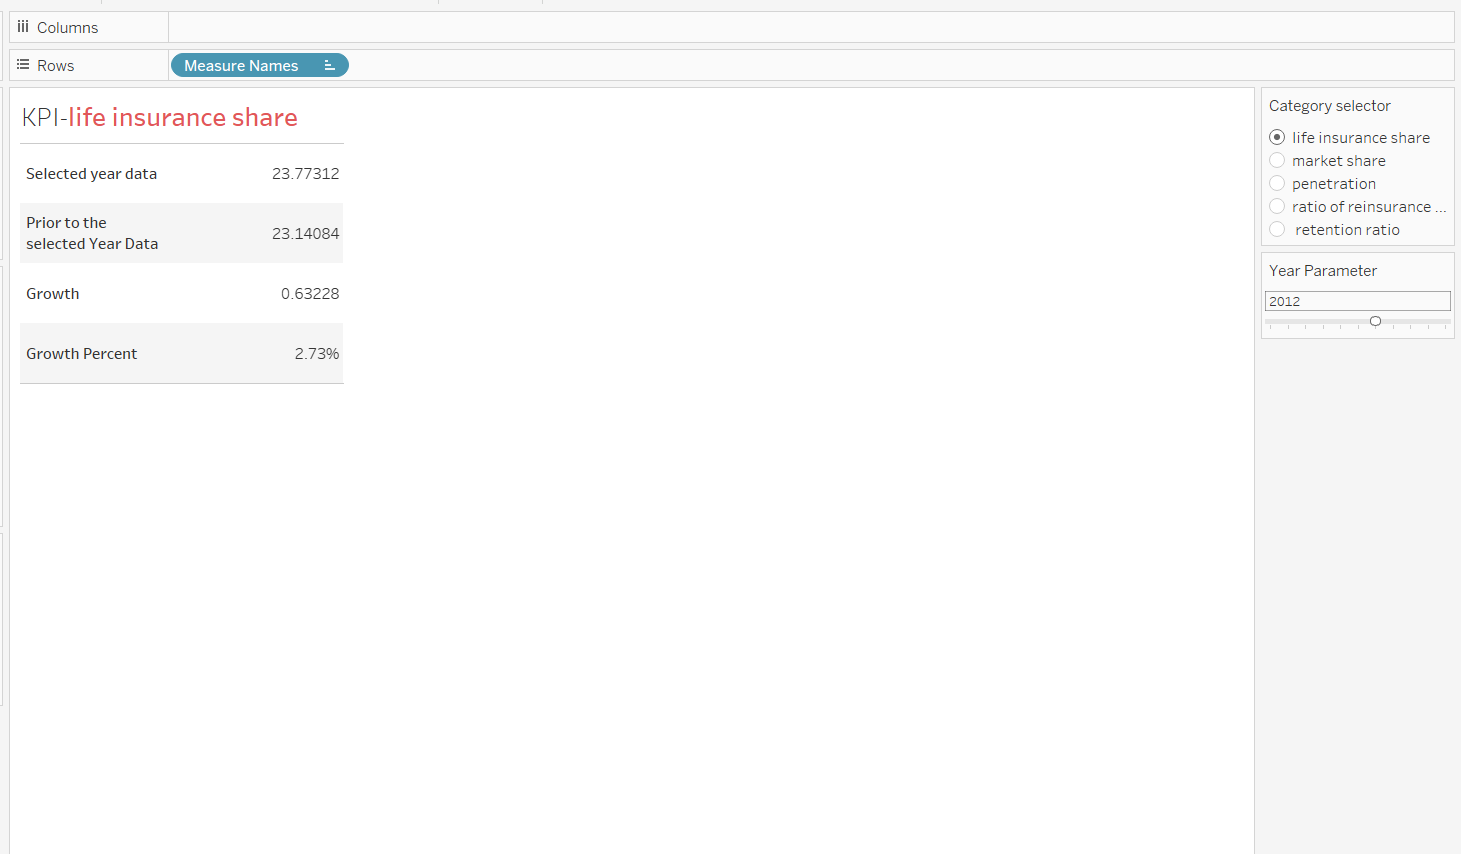 Columns
Rows
Measure Names
KPI-life insurance share
Selected year data 23.77312
Prior to the
selected Year Data 23.14084
Growth 0.63228
Growth Percent 2.73%
Category selector
life insurance share
market share
penetration
ratio of reinsurance ...
retention ratio
Year Parameter
2012